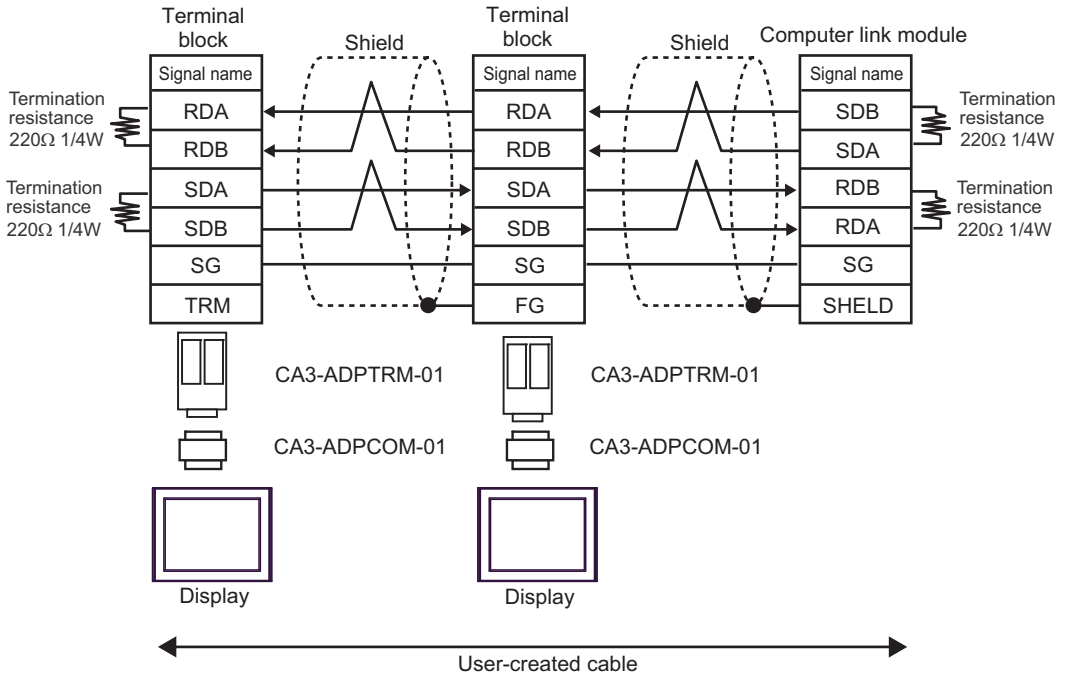 Terminal
block
Shield
Terminal
block
Shield
Computer link module
Signal name
Signal name
Signal name
Termination
resistance
220Ω 1/4W
RDA
RDA
SDB
Termination
resistance
220Ω 1/4W
RDB
RDB
SDA
Termination
resistance
220Ω 1/4W
SDA
SDA
RDB
Termination
resistance
220Ω 1/4W
SDB
SDB
RDA
SG
SG
SG
TRM
FG
SHELD
CA3-ADPTRM-01
CA3-ADPTRM-01
CA3-ADPCOM-01
CA3-ADPCOM-01
Display
Display
User-created cable